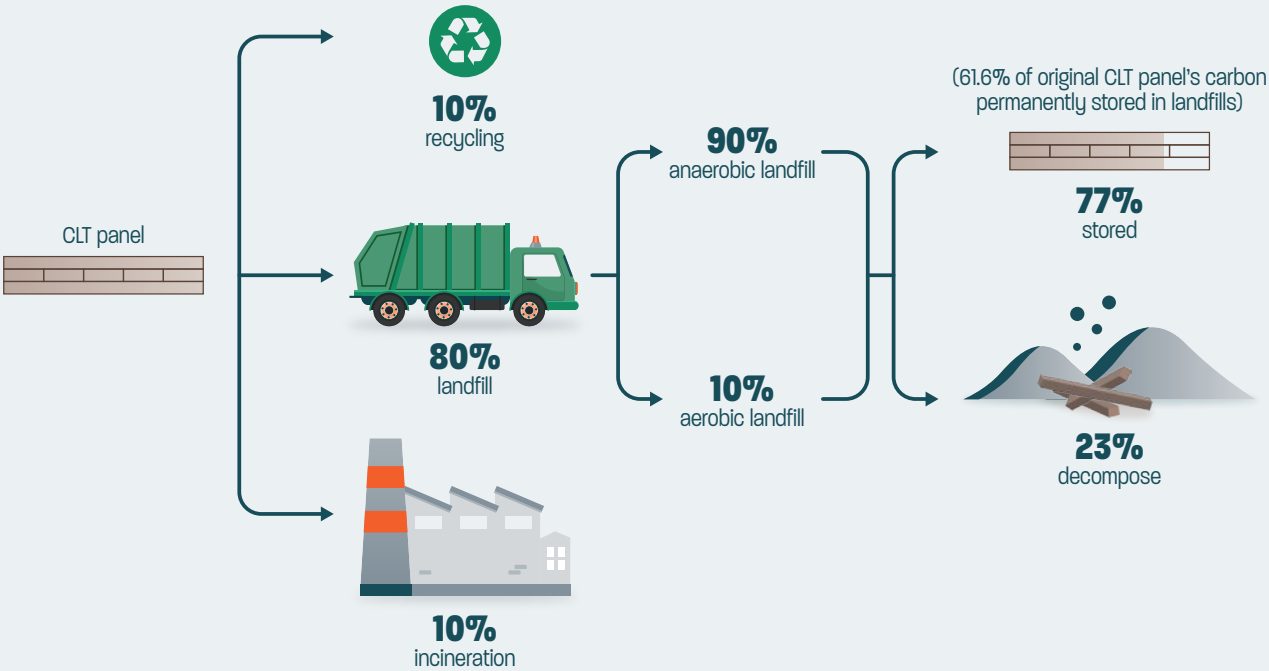 CLT panel
10%
recycling
80%
landfill
10%
incineration
90%
anaerobic landfill
10%
aerobic landfill
(61.6% of original CLT panel’s carbon
permanently stored in landfills)
77%
stored
23%
decompose